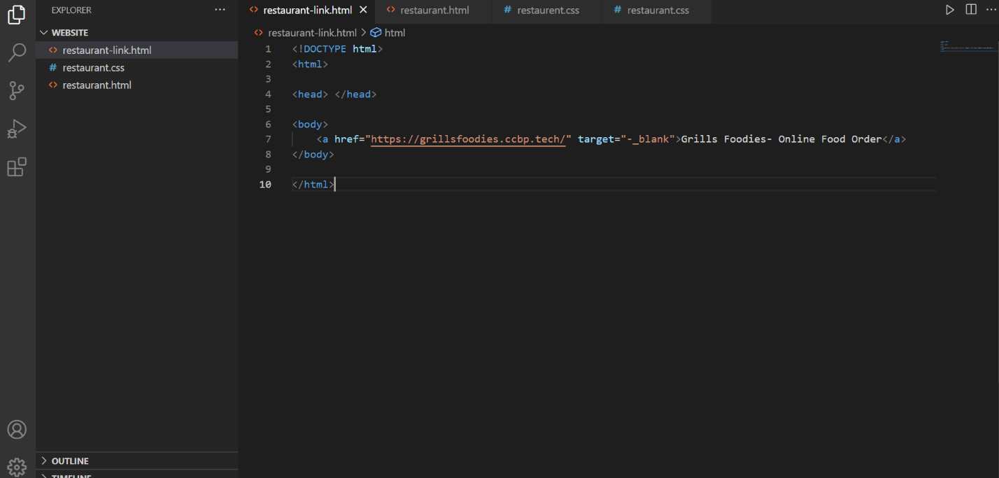 EXPLORER
WEBSITE
restaurant-link.html
restaurant.css
restaurant.html
OUTLINE
TIMELINE
restaurant-link.html restaurant.html restaurent.css restaurant.css
restaurant-link.html > html
1 <!DOCTYPE html>
2 <html>
3
4 <head> </head>
5
6 <body>
7 <a href="https://grillsfoodies.ccbp.tech/" target="-_blank">Grills Foodies- Online Food Order</a>
8 </body>
9
10 </html>